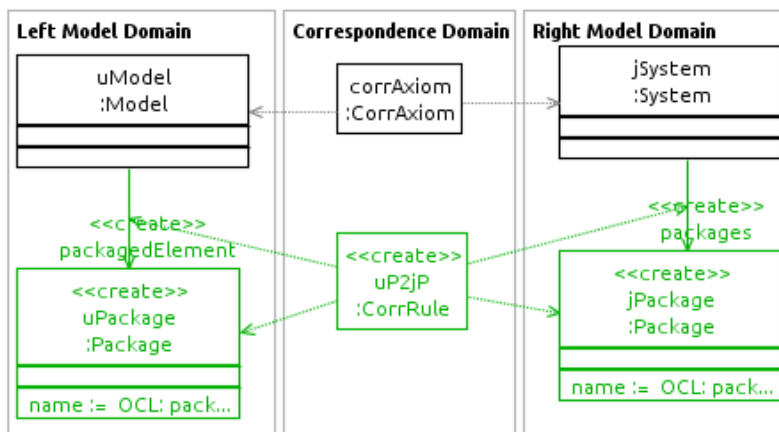 Left Model Domain
uModel
:Model
<<create>>
packagedElement
<<create>>
uPackage
:Package
name := OCL: pack...
Correspondence Domain
corrAxiom
:CorrAxiom
<<create>>
uP2jP
:CorrRule
Right Model Domain
jSystem
:System
<<create>>
packages
<<create>>
jPackage
:Package
name := OCL: pack...